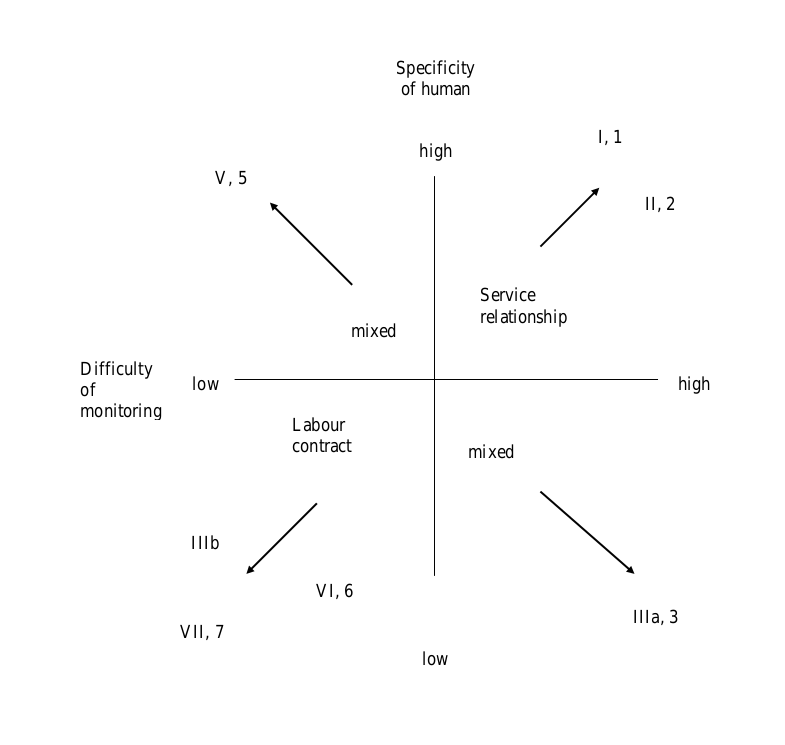 Specificity
of human
I, 1
high
V, 5
II, 2
Service
relationship
mixed
Difficulty
of
monitoring
low
high
Labour
contract
mixed
IIIb
VI, 6
IIIa, 3
VII, 7
low